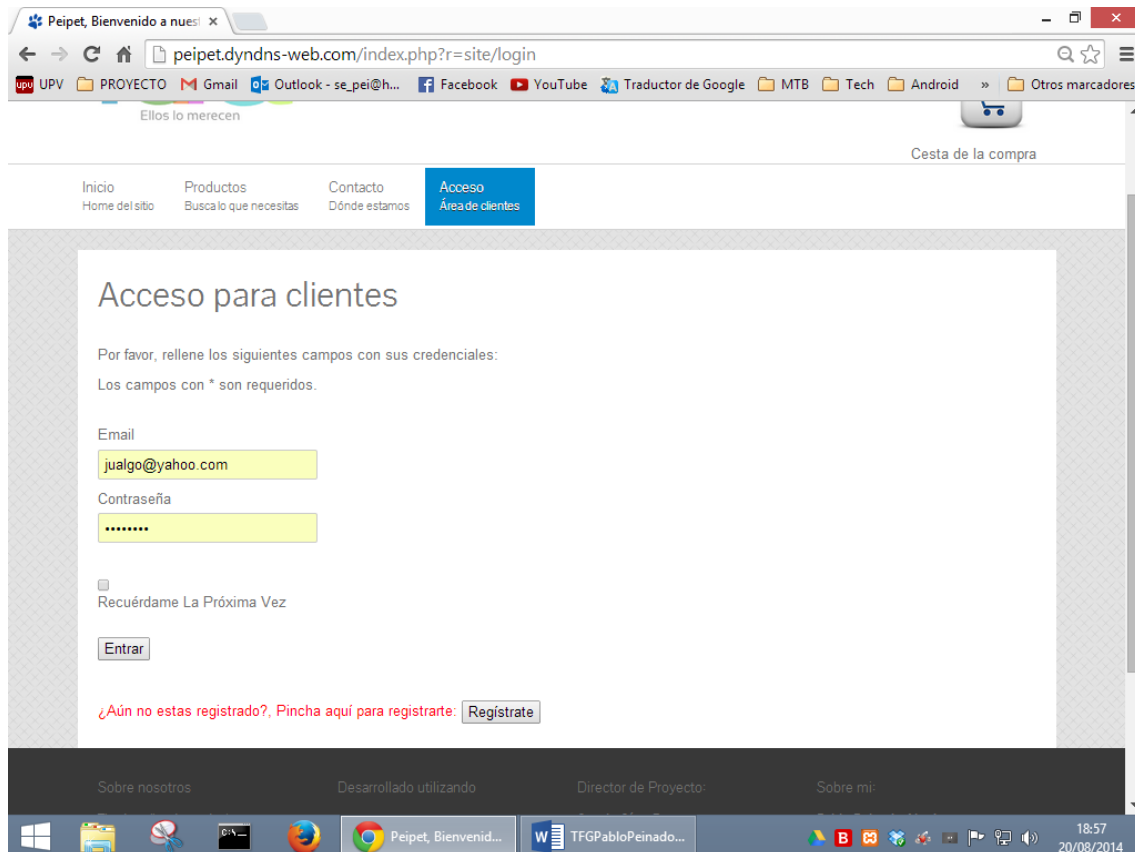 Peipet, Bienvenido a nues
peipet.dyndns-web.com/index.php?r=site/login
upv UPV PROYECTO Gmail Outlook - se_pei@h... Facebook YouTube Traductor de Google MTB Tech Android » Otros marcadores
Ellos lo merecen
Cesta de la compra
Inicio Productos Contacto Acceso
Home del sitio Busca lo que necesitas Dónde estamos Área de clientes
Acceso para clientes
Por favor, rellene los siguientes campos con sus credenciales:
Los campos con * son requeridos.
Email
jualgo@yahoo.com
Contraseña
••••••••
Recuérdame La Próxima Vez
Entrar
¿Aún no estas registrado?, Pincha aquí para registrarte: Regístrate
Sobre nosotros Desarrollado utilizando Director de Proyecto: Sobre mi:
Peipet, Bienvenid... TFGPabloPeinado... 18:57
20/08/2014